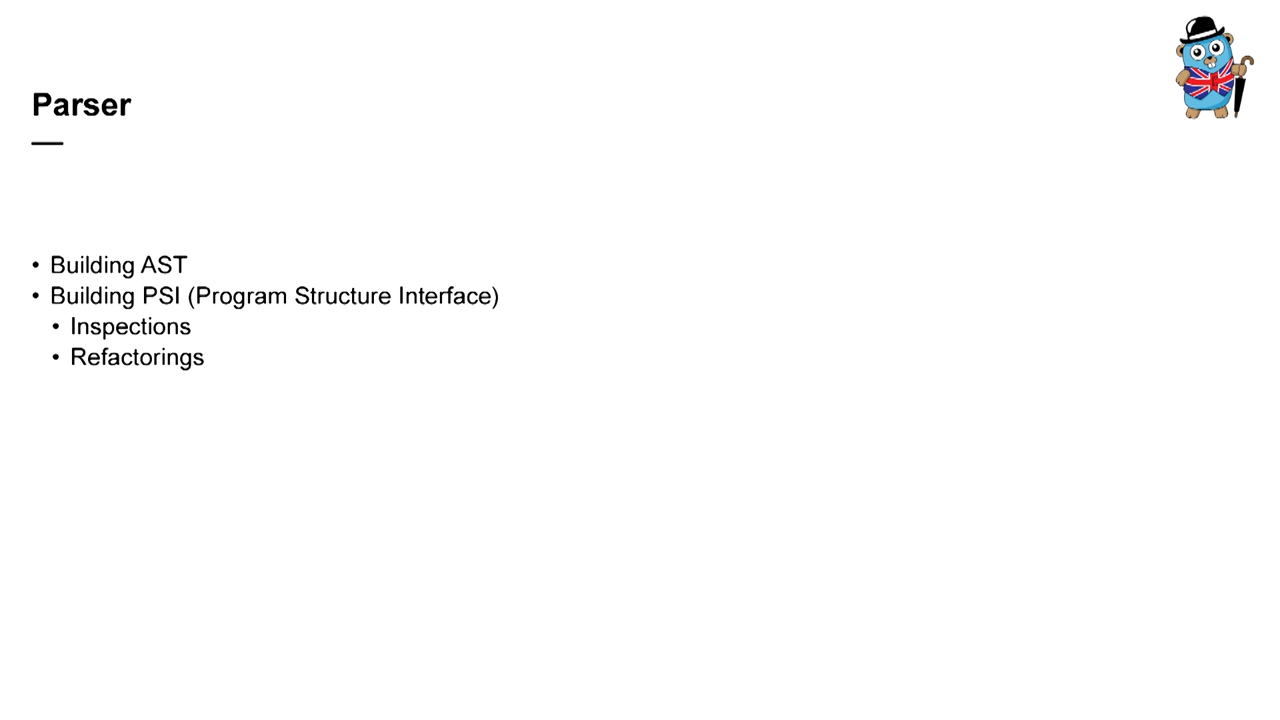 Parser
• Building AST
• Building PSI (Program Structure Interface)
• Inspections
• Refactorings